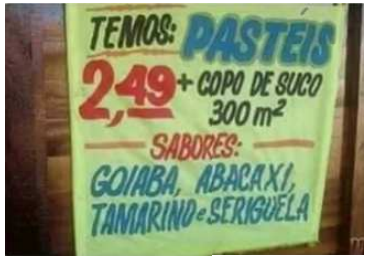 TEMOS: PASTÉIS
2,49 + COPO DE SUCO
300 m²
SABORES:
GOIABA, ABACAXI,
TAMARINO e SERIGUELA